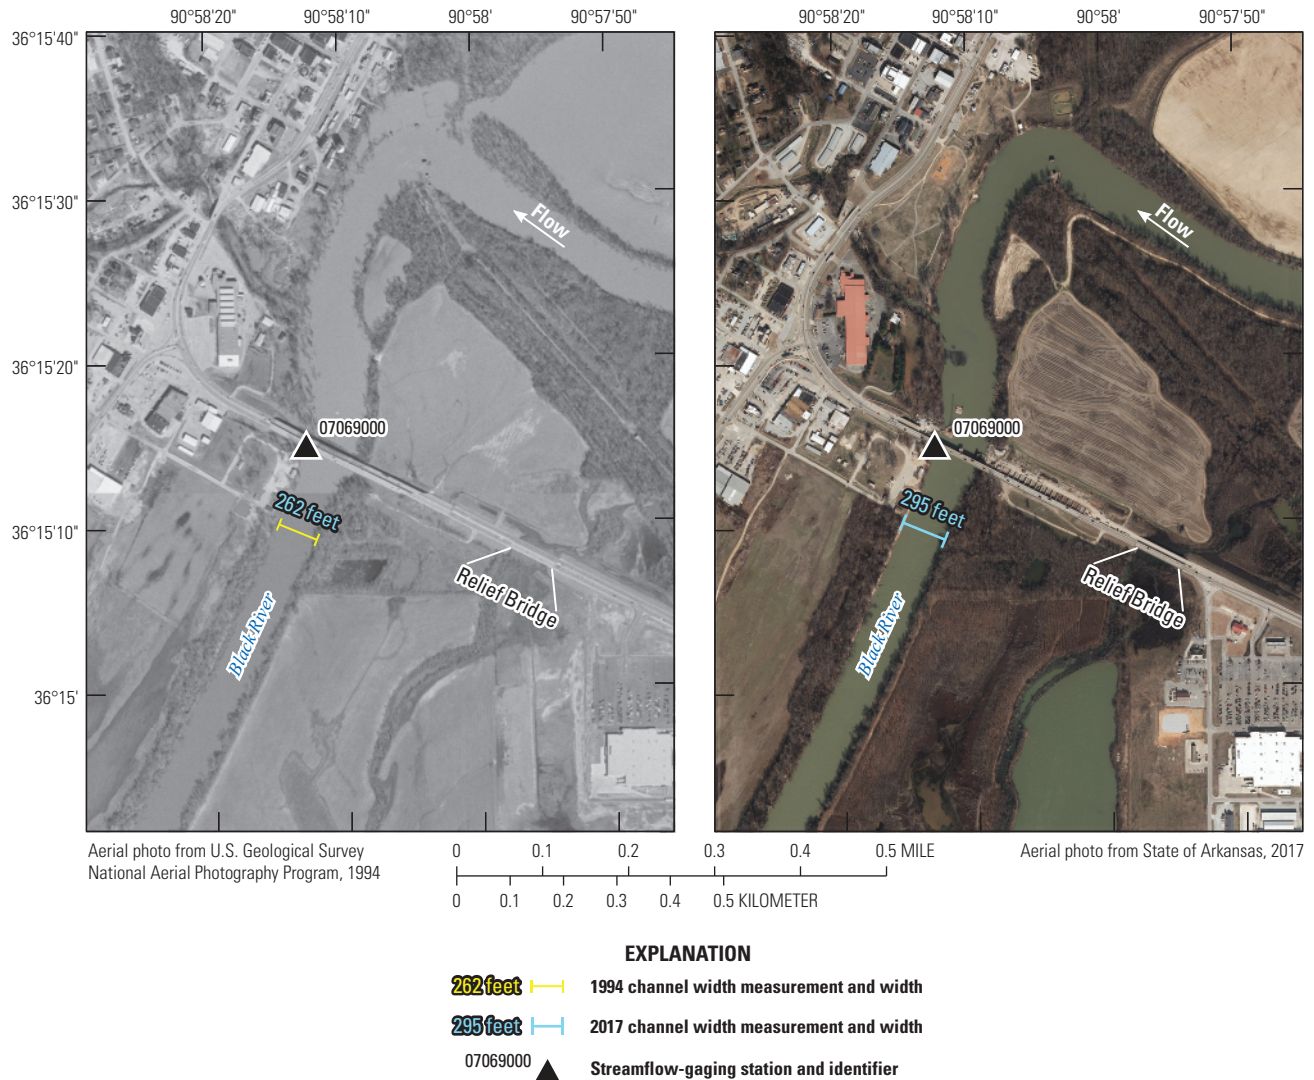 90°58'20" 90°58'10" 90°58' 90°57'50" 90°58'20" 90°58'10" 90°58' 90°57'50"
36°15'40"
36°15'30"
36°15'20"
36°15'10"
36°15'
Flow
07069000
262 feet
Relief Bridge
Black River
Flow
07069000
295 feet
Relief Bridge
Black River
Aerial photo from U.S. Geological Survey
National Aerial Photography Program, 1994
0 0.1 0.2 0.3 0.4 0.5 MILE
0 0.1 0.2 0.3 0.4 0.5 KILOMETER
Aerial photo from State of Arkansas, 2017
EXPLANATION
262 feet 1994 channel width measurement and width
295 feet 2017 channel width measurement and width
07069000 Streamflow-gaging station and identifier